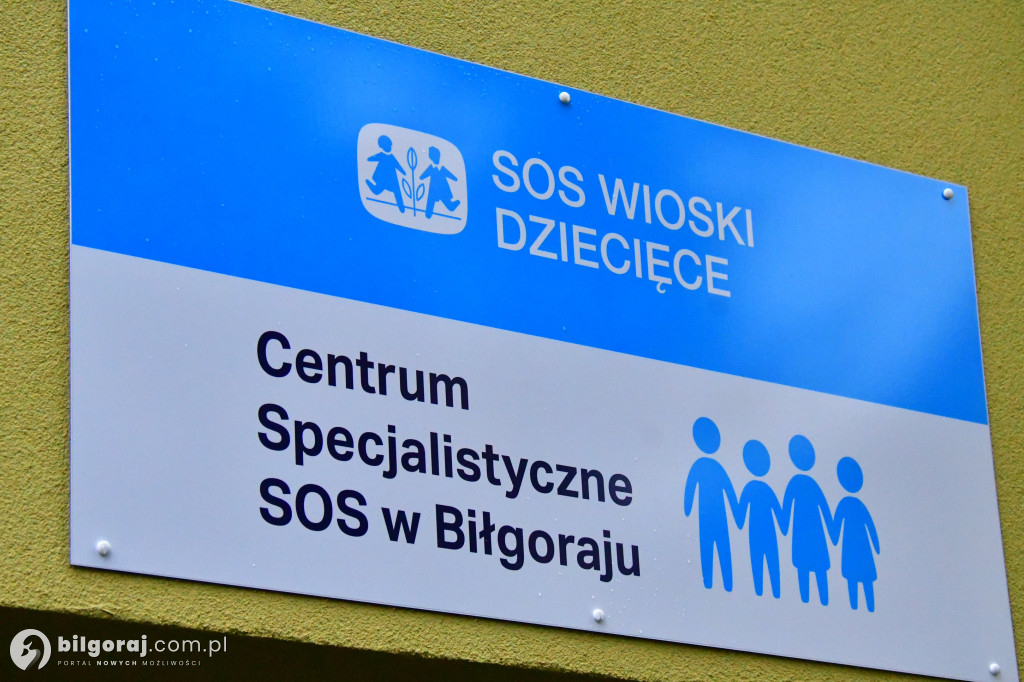 SOS WIOSKI
DZIECIĘCE
Centrum
Specjalistyczne
SOS w Biłgoraju
bilgoraj.com.pl
PORTAL NOWYCH MOŻLIWOŚCI